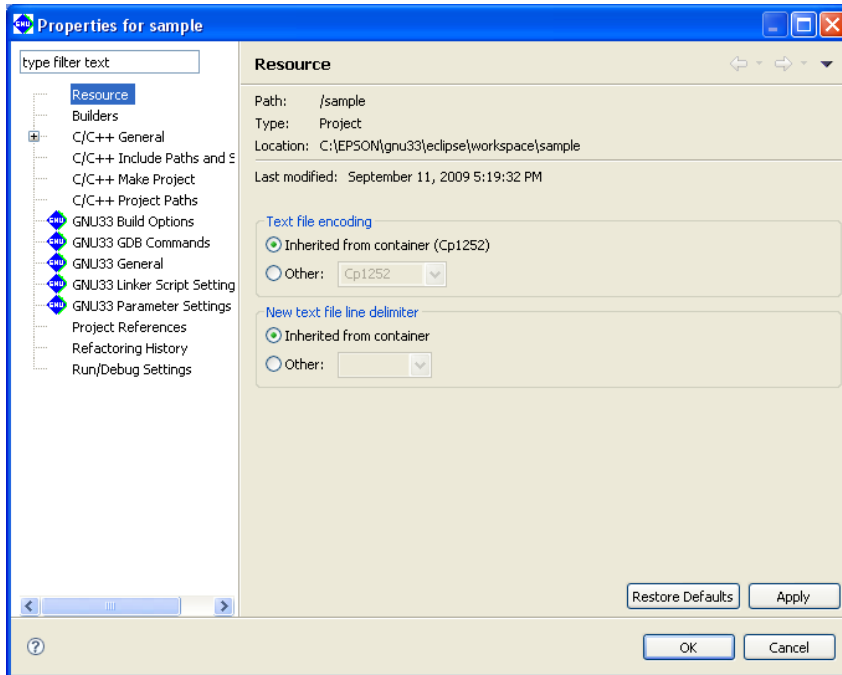 Properties for sample
type filter text
Resource
Builders
C/C++ General
C/C++ Include Paths and S
C/C++ Make Project
C/C++ Project Paths
GNU33 Build Options
GNU33 GDB Commands
GNU33 General
GNU33 Linker Script Setting
GNU33 Parameter Settings
Project References
Refactoring History
Run/Debug Settings
Resource
Path: /sample
Type: Project
Location: C:\EPSON\gnu33\eclipse\workspace\sample
Last modified: September 11, 2009 5:19:32 PM
Text file encoding
Inherited from container (Cp1252)
Other: Cp1252
New text file line delimiter
Inherited from container
Other:
Restore Defaults Apply
OK Cancel